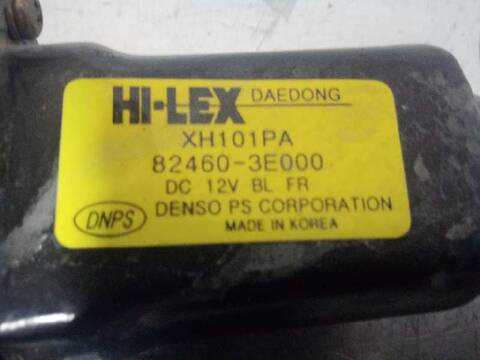 HI-LEX DAEDONG
XH101PA
82460-3E000
DC 12V BL FR
DNPS DENSO PS CORPORATION
MADE IN KOREA